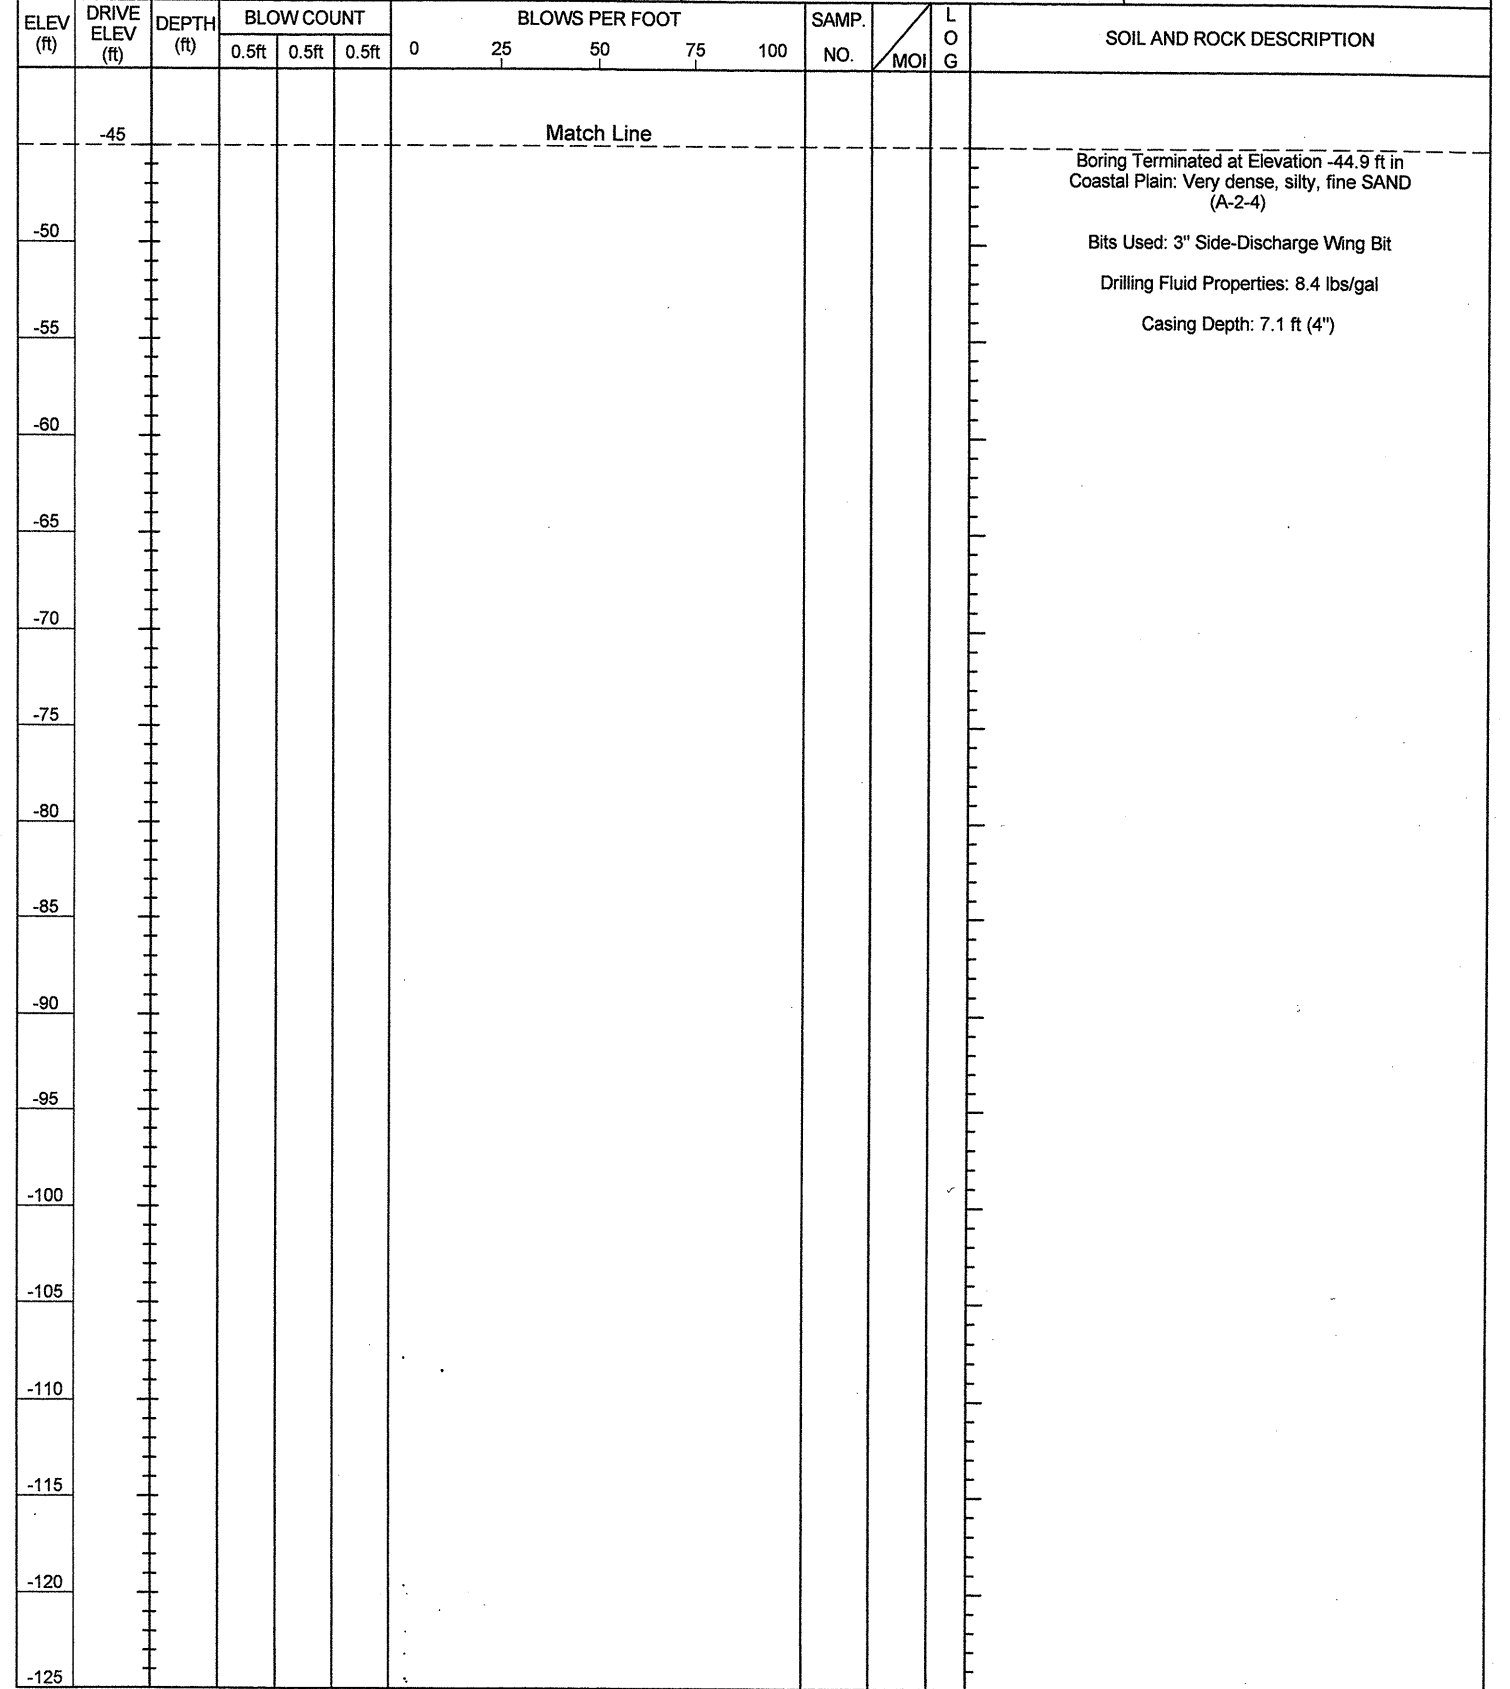 ELEV (ft)
DRIVE ELEV (ft)
DEPTH (ft)
BLOW COUNT
0.5ft 0.5ft 0.5ft
BLOWS PER FOOT
0 25 50 75 100
SAMP. NO.
MOI
LOG
SOIL AND ROCK DESCRIPTION
-45 Match Line
Boring Terminated at Elevation -44.9 ft in
Coastal Plain: Very dense, silty, fine SAND
(A-2-4)
-50
Bits Used: 3" Side-Discharge Wing Bit
Drilling Fluid Properties: 8.4 lbs/gal
-55
Casing Depth: 7.1 ft (4")
-60
-65
-70
-75
-80
-85
-90
-95
-100
-105
-110
-115
-120
-125